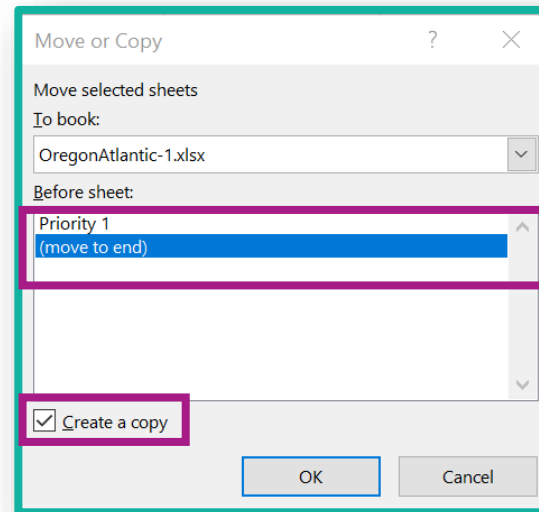 Move or Copy ?
Move selected sheets
To book:
OregonAtlantic-1.xlsx
Before sheet:
Priority 1
(move to end)
Create a copy
OK Cancel